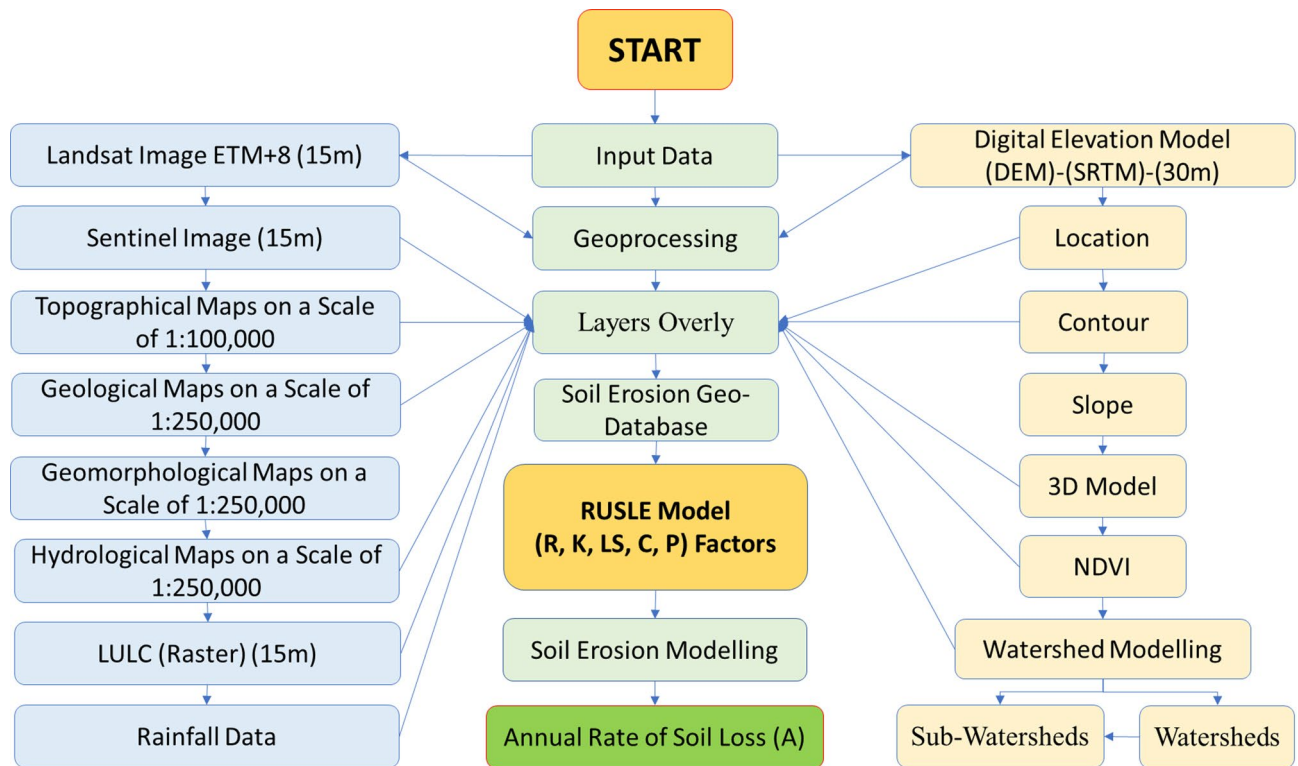 START
Input Data
Geoprocessing
Layers Overly
Soil Erosion Geo-
Database
RUSLE Model
(R, K, LS, C, P) Factors
Soil Erosion Modelling
Annual Rate of Soil Loss (A)
Landsat Image ETM+8 (15m)
Sentinel Image (15m)
Topographical Maps on a Scale
of 1:100,000
Geological Maps on a Scale of
1:250,000
Geomorphological Maps on a
Scale of 1:250,000
Hydrological Maps on a Scale of
1:250,000
LULC (Raster) (15m)
Rainfall Data
Digital Elevation Model
(DEM)-(SRTM)-(30m)
Location
Contour
Slope
3D Model
NDVI
Watershed Modelling
Sub-Watersheds
Watersheds